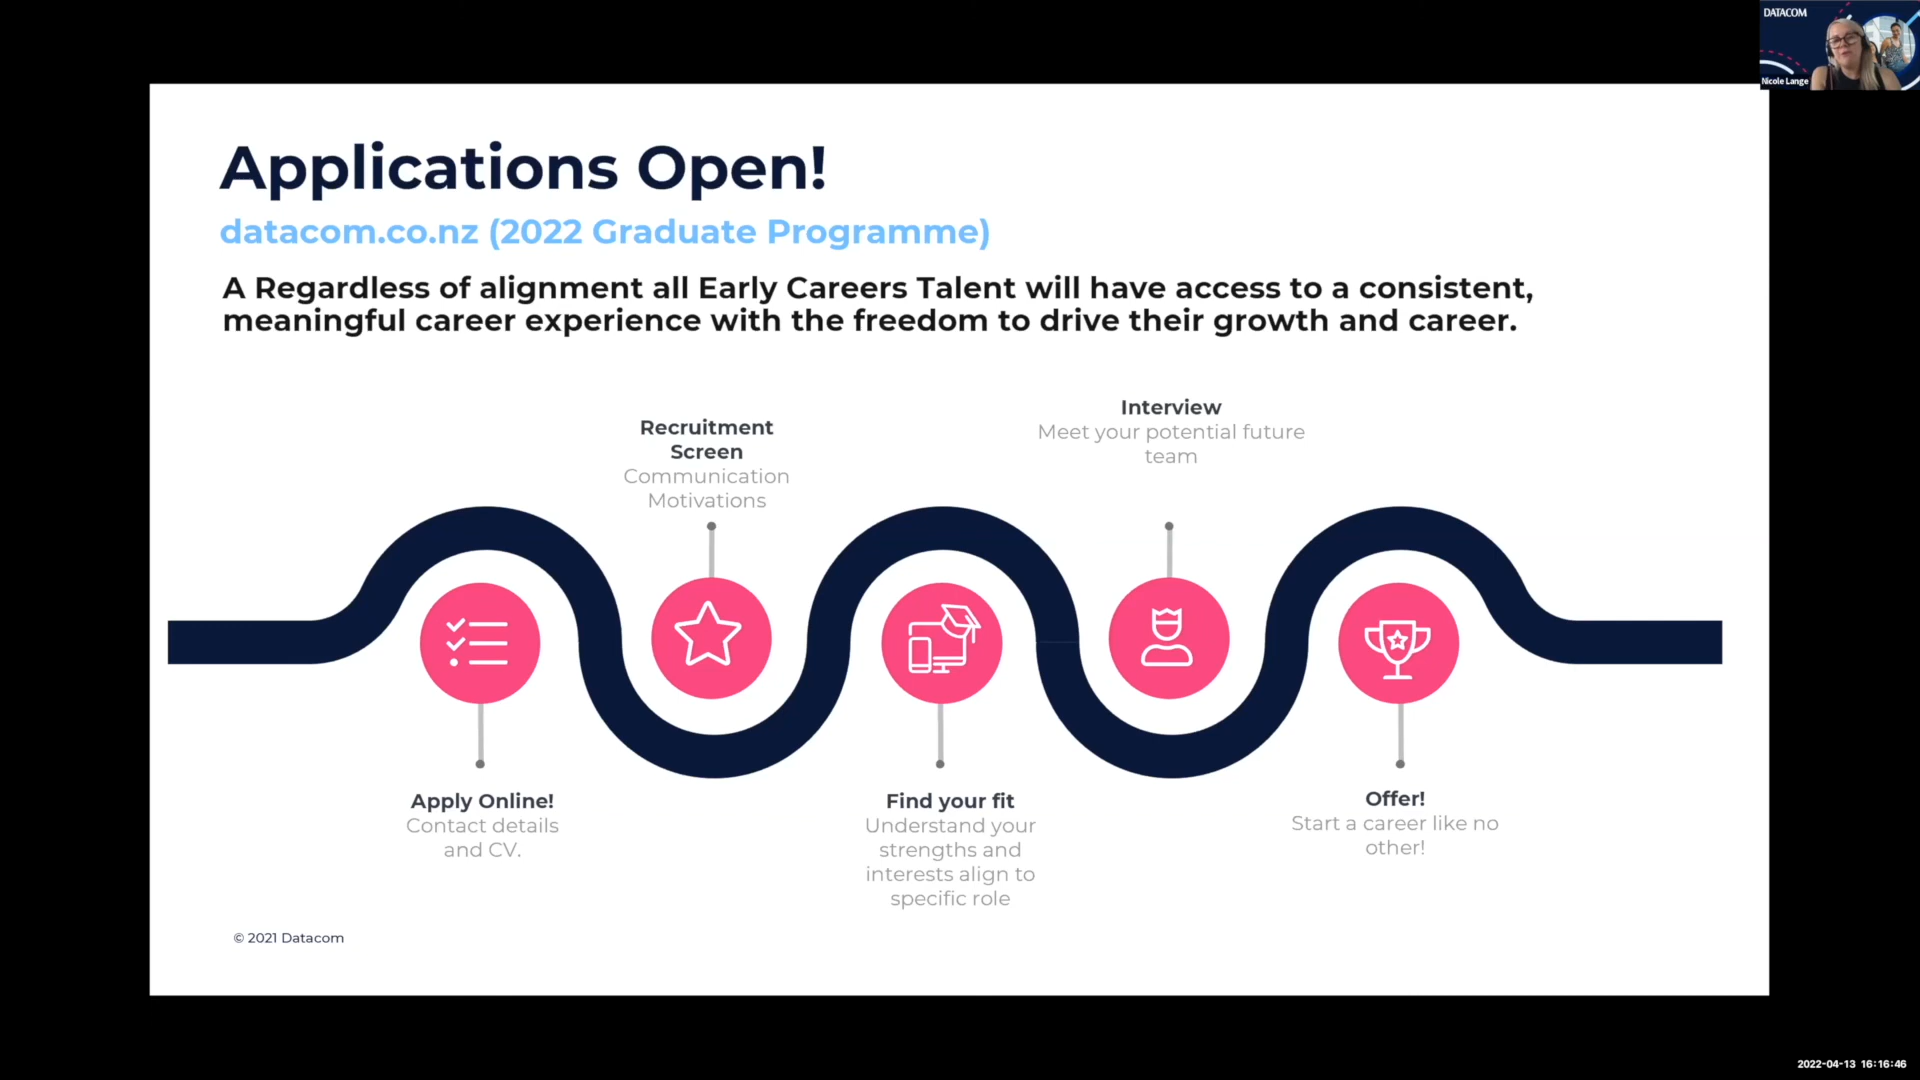 DATACOM
Nicole Lange
Applications Open!
datacom.co.nz (2022 Graduate Programme)
A Regardless of alignment all Early Careers Talent will have access to a consistent,
meaningful career experience with the freedom to drive their growth and career.
Recruitment
Screen
Communication
Motivations
Interview
Meet your potential future
team
Apply Online!
Contact details
and CV.
Find your fit
Understand your
strengths and
interests align to
specific role
Offer!
Start a career like no
other!
© 2021 Datacom
2022-04-13 16:16:46